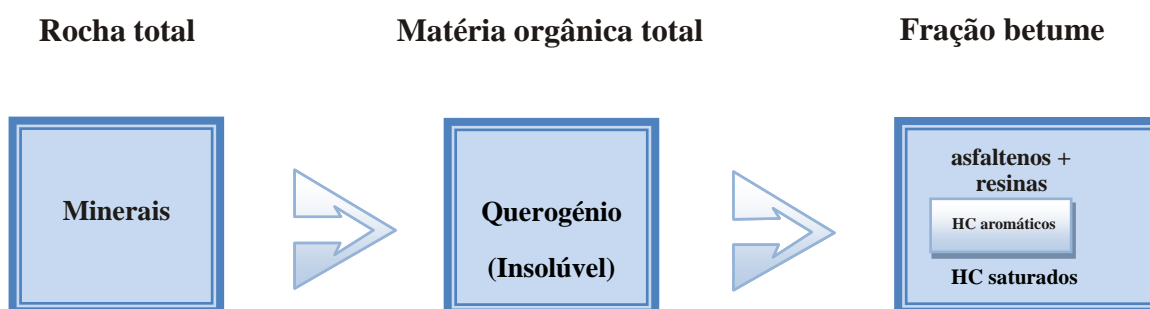 Rocha total
Matéria orgânica total
Fração betume
Minerais
Querogénio
(Insolúvel)
asfaltenos +
resinas
HC aromáticos
HC saturados